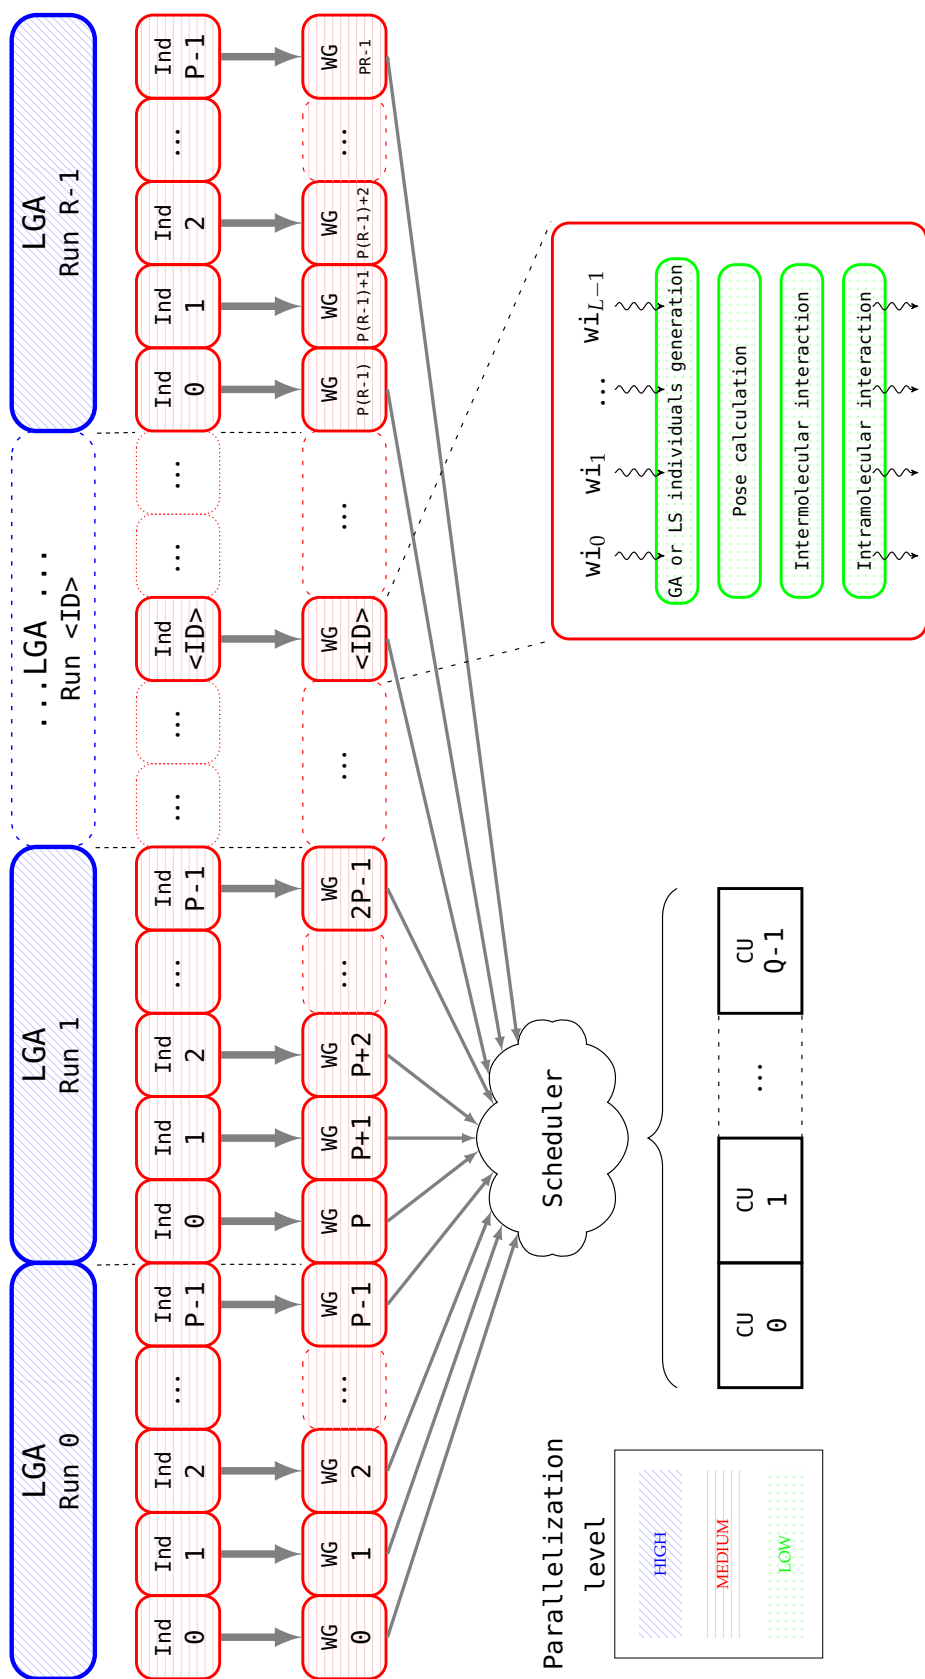 LGA
Run 0
LGA
Run 1
...LGA ...
Run <ID>
LGA
Run R-1
Ind
0
Ind
1
Ind
2
...
Ind
P-1
Ind
0
Ind
1
Ind
2
...
Ind
P-1
...
...
Ind
<ID>
...
...
Ind
0
Ind
1
Ind
2
...
Ind
P-1
WG
0
WG
1
WG
2
...
WG
P-1
WG
P
WG
P+1
WG
P+2
...
WG
2P-1
...
WG
<ID>
...
WG
P(R-1)
WG
P(R-1)+1
WG
P(R-1)+2
...
WG
PR-1
Scheduler
CU
0
CU
1
...
CU
Q-1
wi0 wi1 ... wiL−1
GA or LS individuals generation
Pose calculation
Intermolecular interaction
Intramolecular interaction
Parallelization
level
HIGH
MEDIUM
LOW